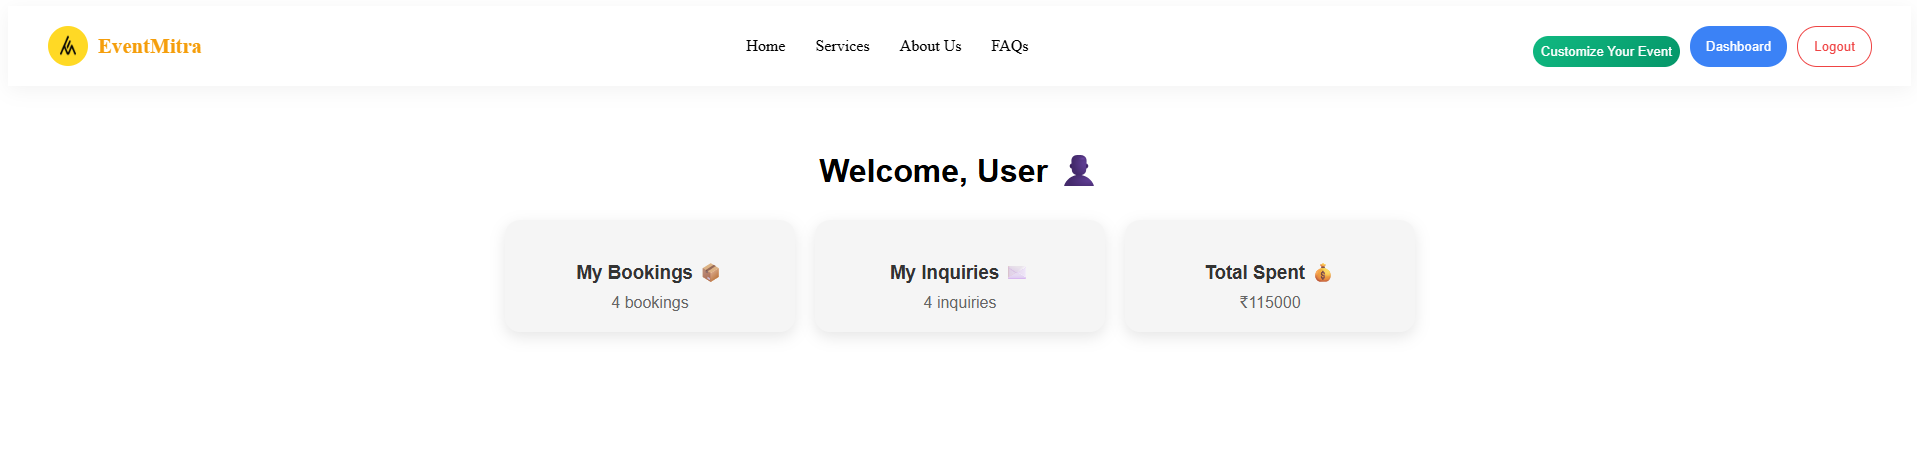 EventMitra
Home Services About Us FAQs
Customize Your Event Dashboard Logout
Welcome, User 👤
My Bookings 📦
4 bookings
My Inquiries ✉️
4 inquiries
Total Spent 💰
₹115000